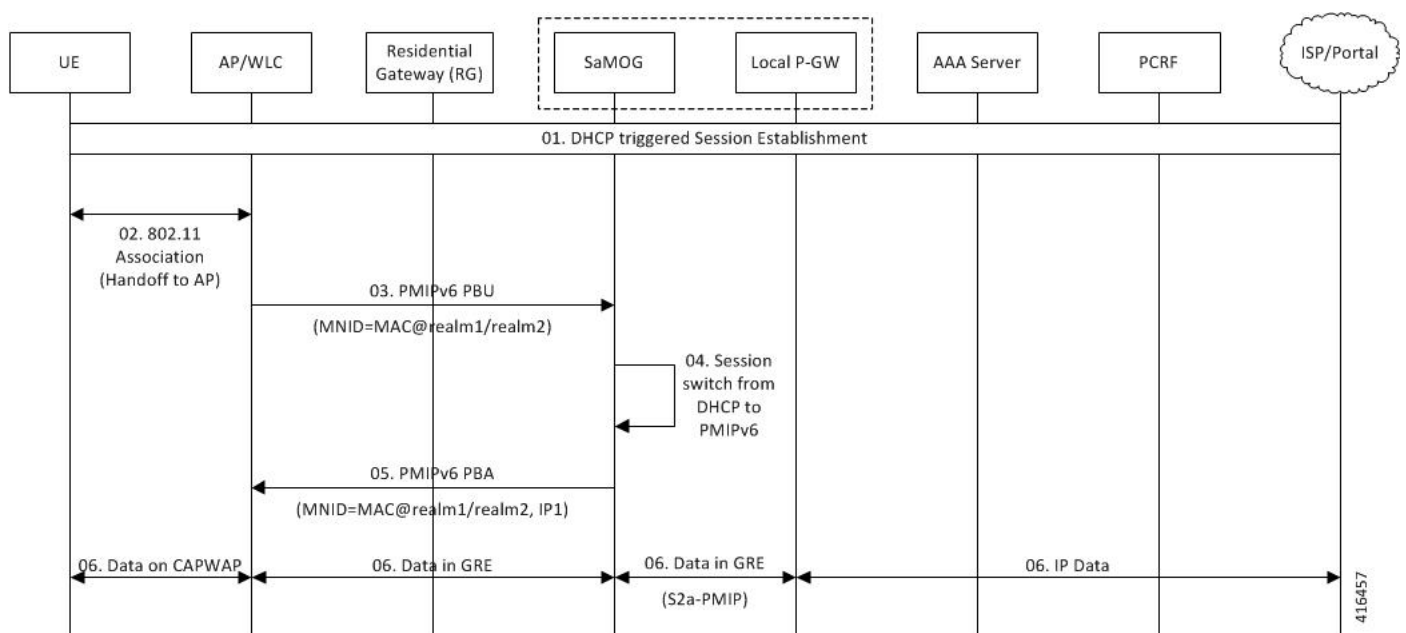 UE
AP/WLC
Residential
Gateway (RG)
SaMOG
Local P-GW
AAA Server
PCRF
ISP/Portal
01. DHCP triggered Session Establishment
02. 802.11
Association
(Handoff to AP)
03. PMIPv6 PBU
(MNID=MAC@realm1/realm2)
04. Session
switch from
DHCP to
PMIPv6
05. PMIPv6 PBA
(MNID=MAC@realm1/realm2, IP1)
06. Data on CAPWAP
06. Data in GRE
06. Data in GRE
(S2a-PMIP)
06. IP Data
416457